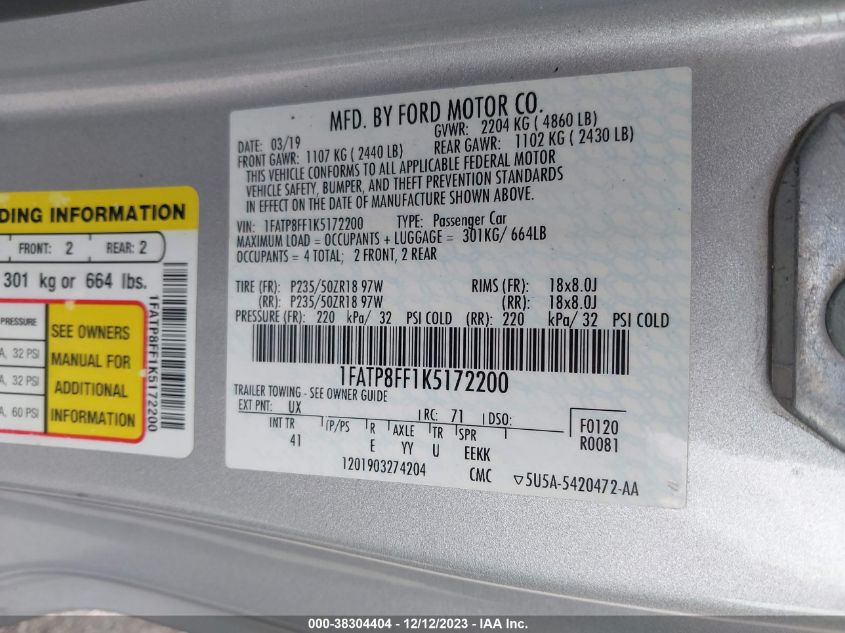 MFD. BY FORD MOTOR CO.
DATE: 03/19 GVWR: 2204 KG ( 4860 LB)
FRONT GAWR: 1107 KG ( 2440 LB) REAR GAWR: 1102 KG ( 2430 LB)
THIS VEHICLE CONFORMS TO ALL APPLICABLE FEDERAL MOTOR
VEHICLE SAFETY, BUMPER, AND THEFT PREVENTION STANDARDS
IN EFFECT ON THE DATE OF MANUFACTURE SHOWN ABOVE.
VIN: 1FATP8FF1K5172200 TYPE: Passenger Car
MAXIMUM LOAD = OCCUPANTS + LUGGAGE = 301KG/ 664LB
OCCUPANTS = 4 TOTAL; 2 FRONT, 2 REAR
TIRE (FR): P235/50ZR18 97W RIMS (FR): 18x8.0J
(RR): P235/50ZR18 97W (RR): 18x8.0J
PRESSURE (FR): 220 kPa/ 32 PSI COLD (RR): 220 kPa/ 32 PSI COLD
1FATP8FF1K5172200
TRAILER TOWING - SEE OWNER GUIDE
EXT PNT: UX RC: 71 DSO: F0120
INT TR TP/PS R AXLE TR SPR R0081
41 E YY U EEKK
1201903274204 CMC ▽5U5A-5420472-AA
DING INFORMATION
FRONT: 2 REAR: 2
301 kg or 664 lbs.
PRESSURE
A, 32 PSI
A, 32 PSI
A, 60 PSI
SEE OWNERS
MANUAL FOR
ADDITIONAL
INFORMATION
1FATP8FF1K5172200
000-38304404 - 12/12/2023 - IAA Inc.